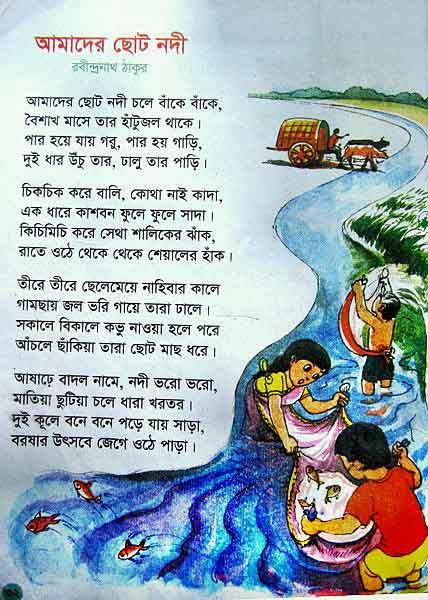 আমাদের ছোট নদী
রবীন্দ্রনাথ ঠাকুর
আমাদের ছোট নদী চলে বাঁকে বাঁকে,
বৈশাখ মাসে তার হাঁটুজল থাকে।
পার হয়ে যায় গরু, পার হয় গাড়ি,
দুই ধার উঁচু তার, ঢালু তার পাড়ি।
চিকচিক করে বালি, কোথা নাই কাদা,
এক ধারে কাশবন ফুলে ফুলে সাদা।
কিচিমিচি করে সেথা শালিকের ঝাঁক,
রাতে ওঠে থেকে থেকে শেয়ালের হাঁক।
তীরে তীরে ছেলেমেয়ে নাহিবার কালে
গামছায় জল ভরি গায়ে তারা ঢালে।
সকালে বিকালে কভু নাওয়া হলে পরে
আঁচলে ছাঁকিয়া তারা ছোট মাছ ধরে।
আষাঢ়ে বাদল নামে, নদী ভরো ভরো,
মাতিয়া ছুটিয়া চলে ধারা খরতর।
দুই কূলে বনে বনে পড়ে যায় সাড়া,
বরষার উৎসবে জেগে ওঠে পাড়া।